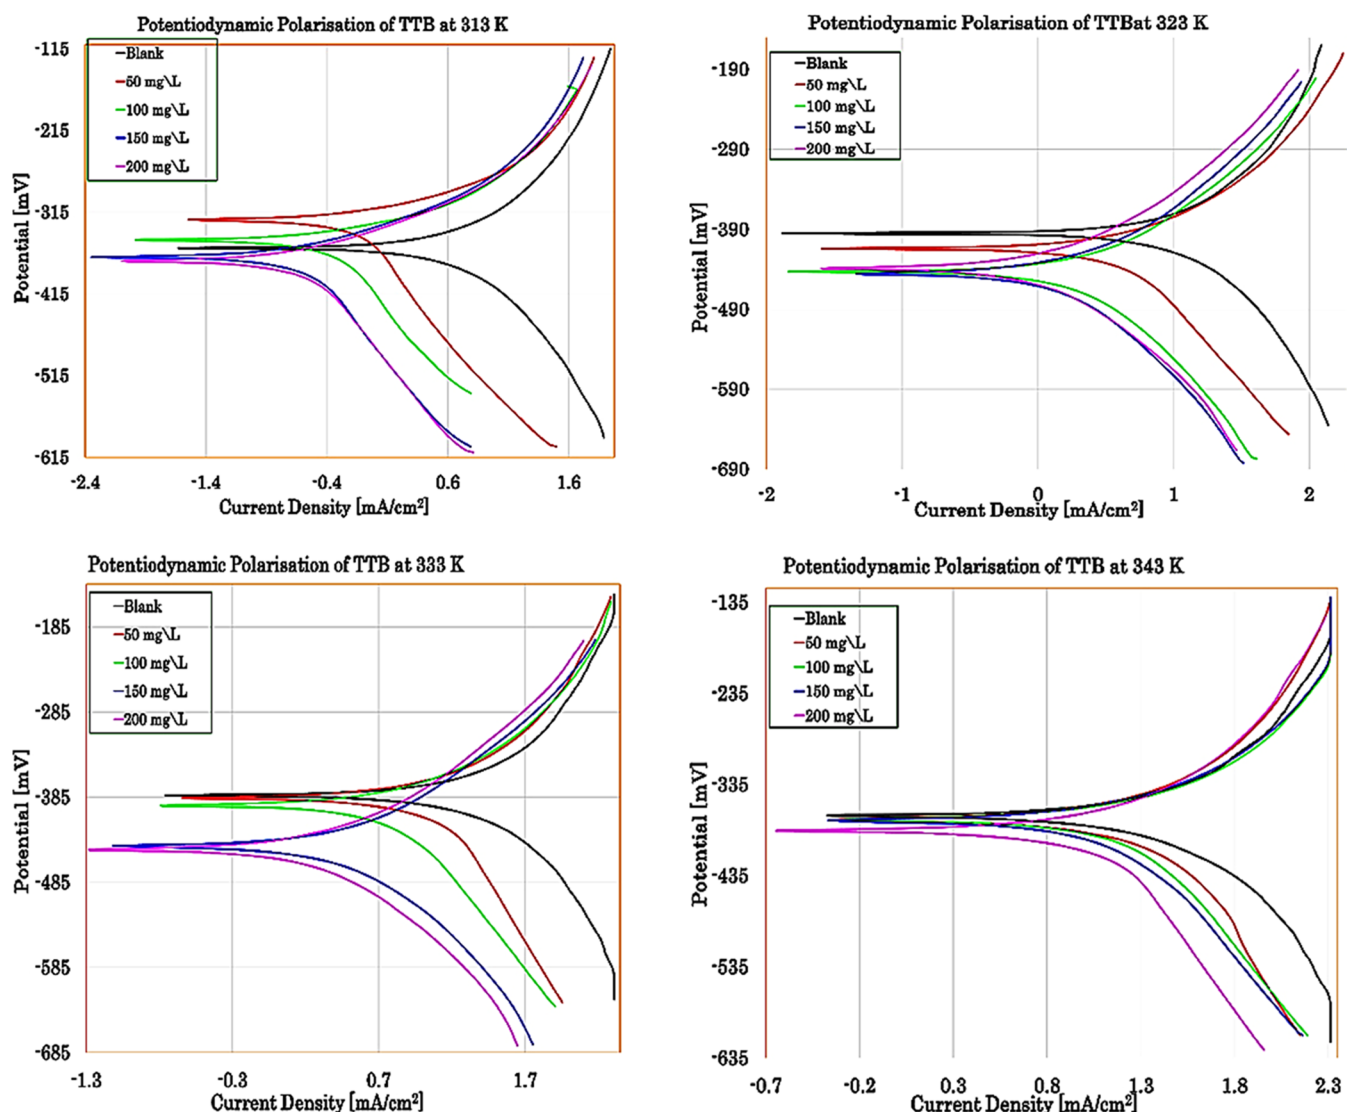 Potentiodynamic Polarisation of TTB at 313 K
-115
-215
-315
-415
-515
-615
Potential [mV]
Blank
50 mg\L
100 mg\L
150 mg\L
200 mg\L
-2.4 -1.4 -0.4 0.6 1.6
Current Density [mA/cm²]
Potentiodynamic Polarisation of TTBat 323 K
-190
-290
-390
-490
-590
-690
Potential [mV]
Blank
50 mg\L
100 mg\L
150 mg\L
200 mg\L
-2 -1 0 1 2
Current Density [mA/cm²]
Potentiodynamic Polarisation of TTB at 333 K
-185
-285
-385
-485
-585
-685
Potential [mV]
Blank
50 mg\L
100 mg\L
150 mg\L
200 mg\L
-1.3 -0.3 0.7 1.7
Current Density [mA/cm²]
Potentiodynamic Polarisation of TTB at 343 K
-135
-235
-335
-435
-535
-635
Potential [mV]
Blank
50 mg\L
100 mg\L
150 mg\L
200 mg\L
-0.7 -0.2 0.3 0.8 1.3 1.8 2.3
Current Density [mA/cm²]